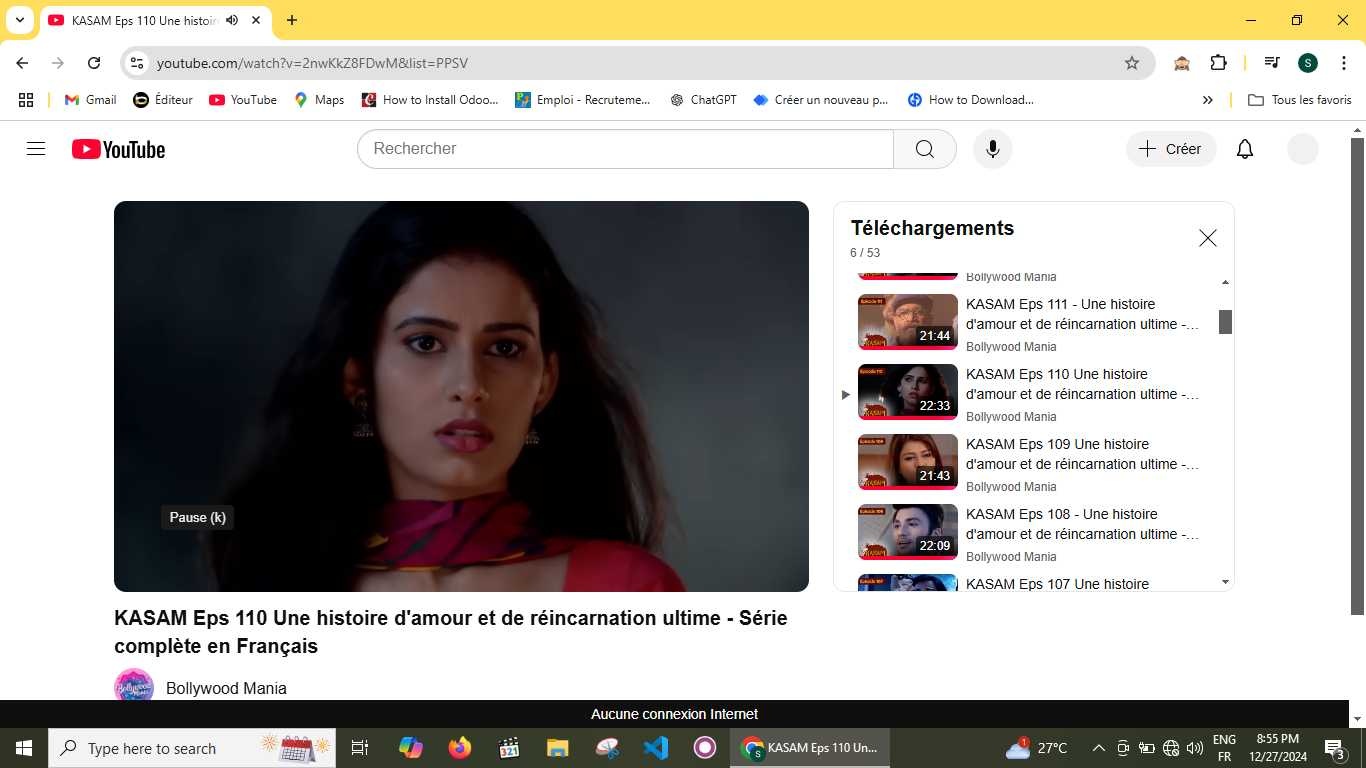 KASAM Eps 110 Une histoir
youtube.com/watch?v=2nwKkZ8FDwM&list=PPSV
S
Gmail
Éditeur
YouTube
Maps
How to Install Odoo...
Emploi - Recruteme...
ChatGPT
Créer un nouveau p...
How to Download...
Tous les favoris
YouTube
Rechercher
Créer
Téléchargements
6 / 53
Bollywood Mania
KASAM Eps 111 - Une histoire
d'amour et de réincarnation ultime -...
21:44
Bollywood Mania
KASAM Eps 110 Une histoire
d'amour et de réincarnation ultime -...
22:33
Bollywood Mania
KASAM Eps 109 Une histoire
d'amour et de réincarnation ultime -...
21:43
Bollywood Mania
KASAM Eps 108 - Une histoire
d'amour et de réincarnation ultime -...
22:09
Bollywood Mania
KASAM Eps 107 Une histoire
Pause (k)
KASAM Eps 110 Une histoire d'amour et de réincarnation ultime - Série
complète en Français
Bollywood Mania
Aucune connexion Internet
Type here to search
321
KASAM Eps 110 Un...
27°C
ENG
FR
8:55 PM
12/27/2024
3